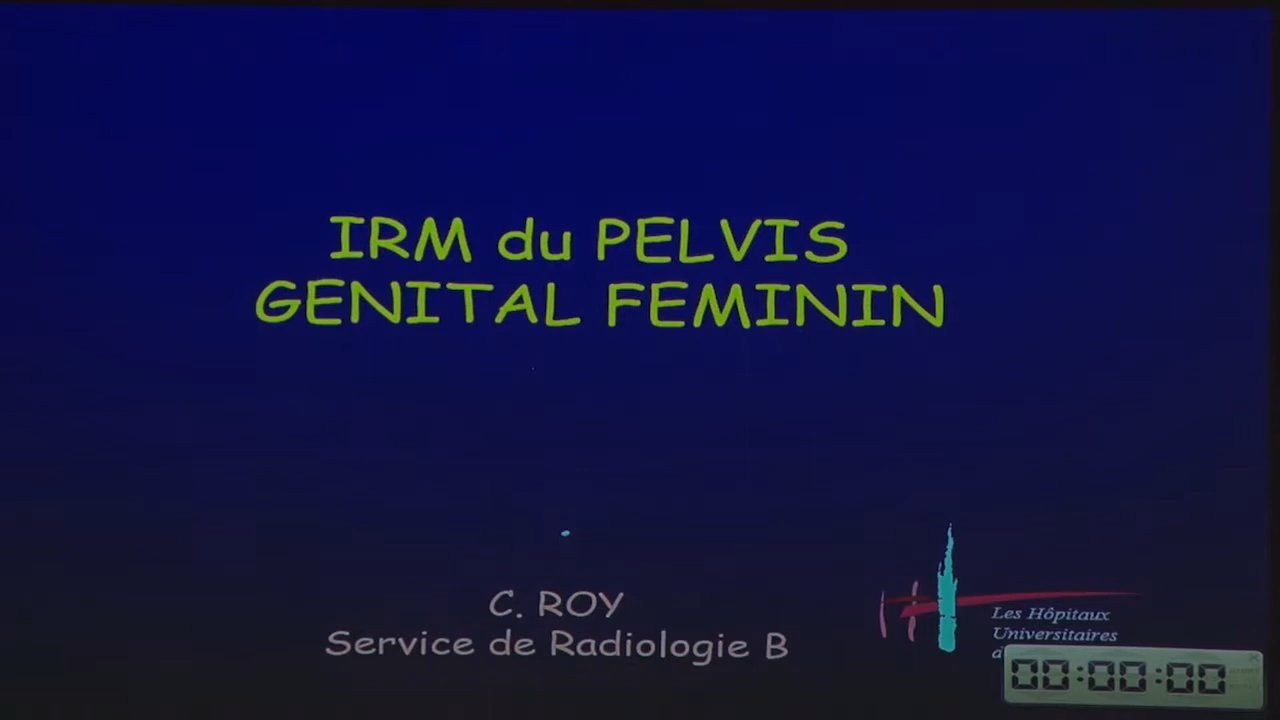 IRM du PELVIS
GENITAL FEMININ
C. ROY
Service de Radiologie B
Les Hôpitaux
Universitaires
00:00:00